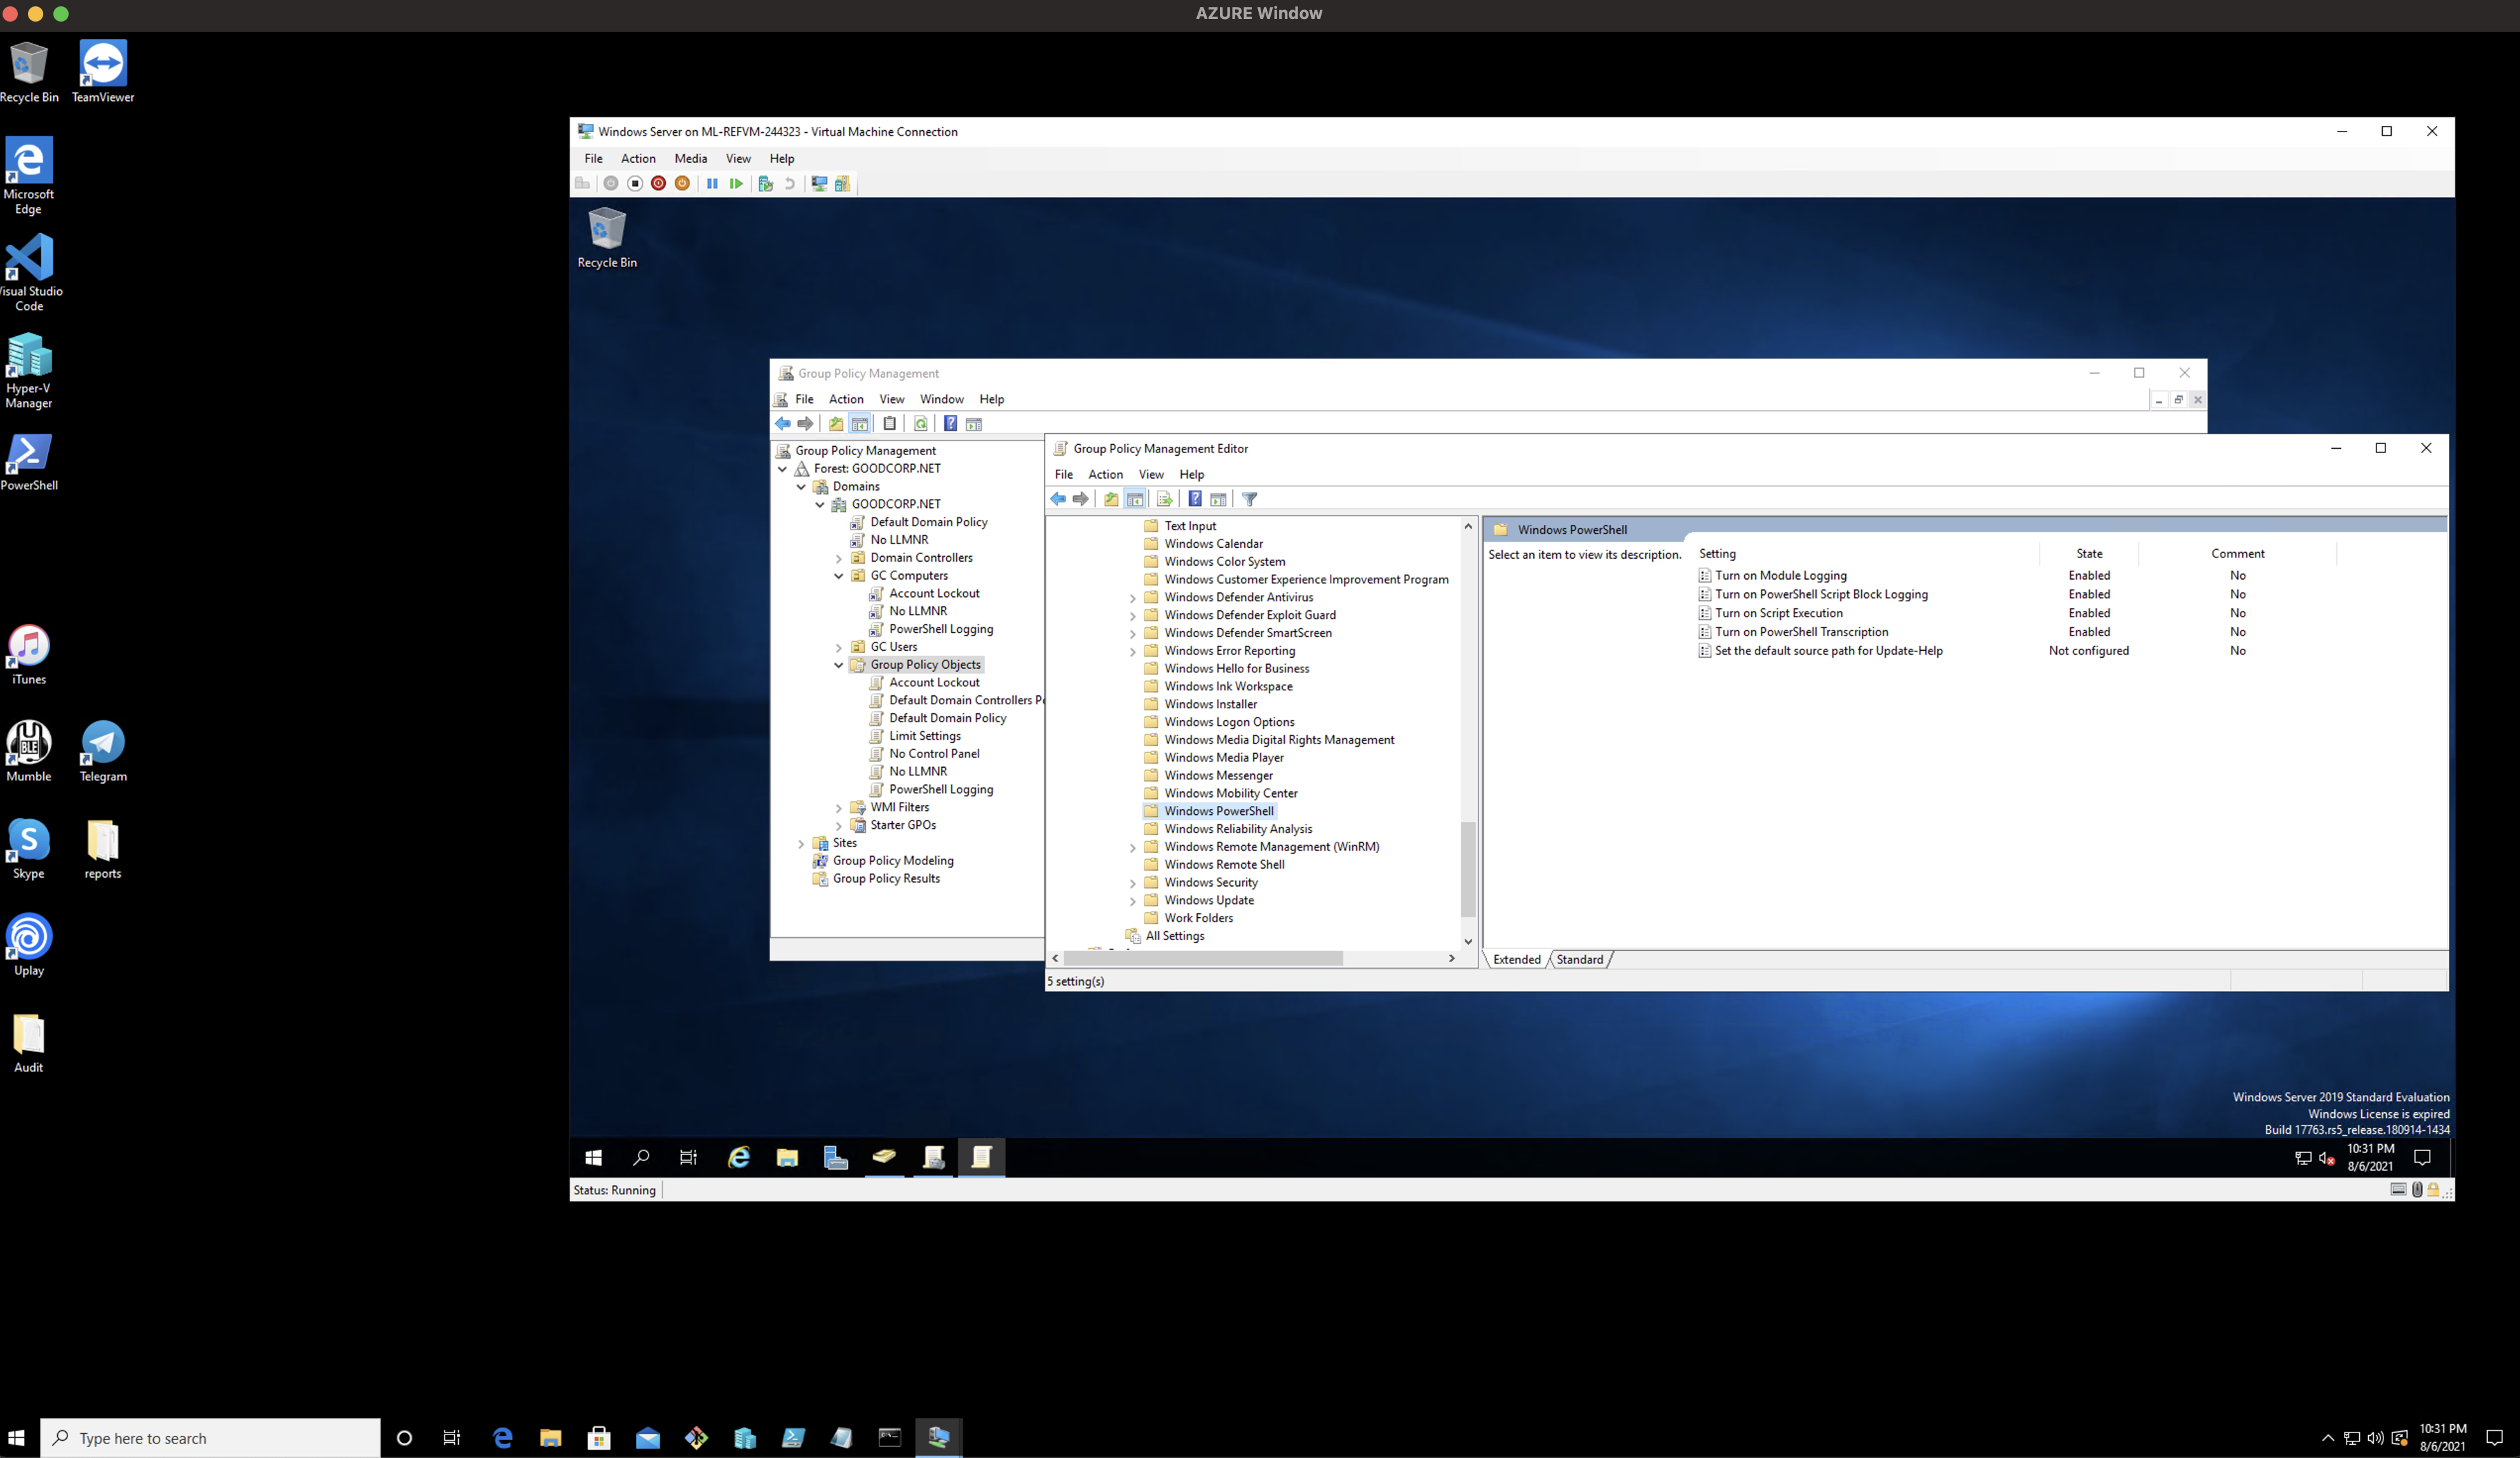 AZURE Window
Recycle Bin
TeamViewer
Microsoft
Edge
isual Studio
Code
Hyper-V
Manager
PowerShell
iTunes
Mumble
Telegram
Skype
reports
Uplay
Audit
Windows Server on ML-REFVM-244323 - Virtual Machine Connection
File Action Media View Help
Recycle Bin
Group Policy Management
File Action View Window Help
Group Policy Management
Forest: GOODCORP.NET
Domains
GOODCORP.NET
Default Domain Policy
No LLMNR
Domain Controllers
GC Computers
Account Lockout
No LLMNR
PowerShell Logging
GC Users
Group Policy Objects
Account Lockout
Default Domain Controllers P
Default Domain Policy
Limit Settings
No Control Panel
No LLMNR
PowerShell Logging
WMI Filters
Starter GPOs
Sites
Group Policy Modeling
Group Policy Results
Group Policy Management Editor
File Action View Help
Text Input
Windows Calendar
Windows Color System
Windows Customer Experience Improvement Program
Windows Defender Antivirus
Windows Defender Exploit Guard
Windows Defender SmartScreen
Windows Error Reporting
Windows Hello for Business
Windows Ink Workspace
Windows Installer
Windows Logon Options
Windows Media Digital Rights Management
Windows Media Player
Windows Messenger
Windows Mobility Center
Windows PowerShell
Windows Reliability Analysis
Windows Remote Management (WinRM)
Windows Remote Shell
Windows Security
Windows Update
Work Folders
All Settings
Windows PowerShell
Select an item to view its description.
Setting State Comment
Turn on Module Logging Enabled No
Turn on PowerShell Script Block Logging Enabled No
Turn on Script Execution Enabled No
Turn on PowerShell Transcription Enabled No
Set the default source path for Update-Help Not configured No
Extended Standard
5 setting(s)
Windows Server 2019 Standard Evaluation
Windows License is expired
Build 17763.rs5_release.180914-1434
10:31 PM
8/6/2021
Status: Running
Type here to search
10:31 PM
8/6/2021